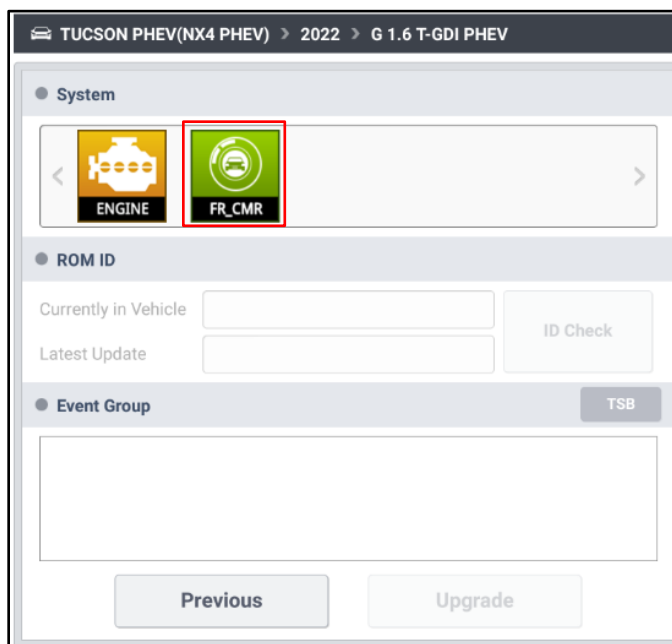 TUCSON PHEV(NX4 PHEV) > 2022 > G 1.6 T-GDI PHEV
System
ENGINE FR_CMR
ROM ID
Currently in Vehicle
ID Check
Latest Update
Event Group TSB
Previous Upgrade